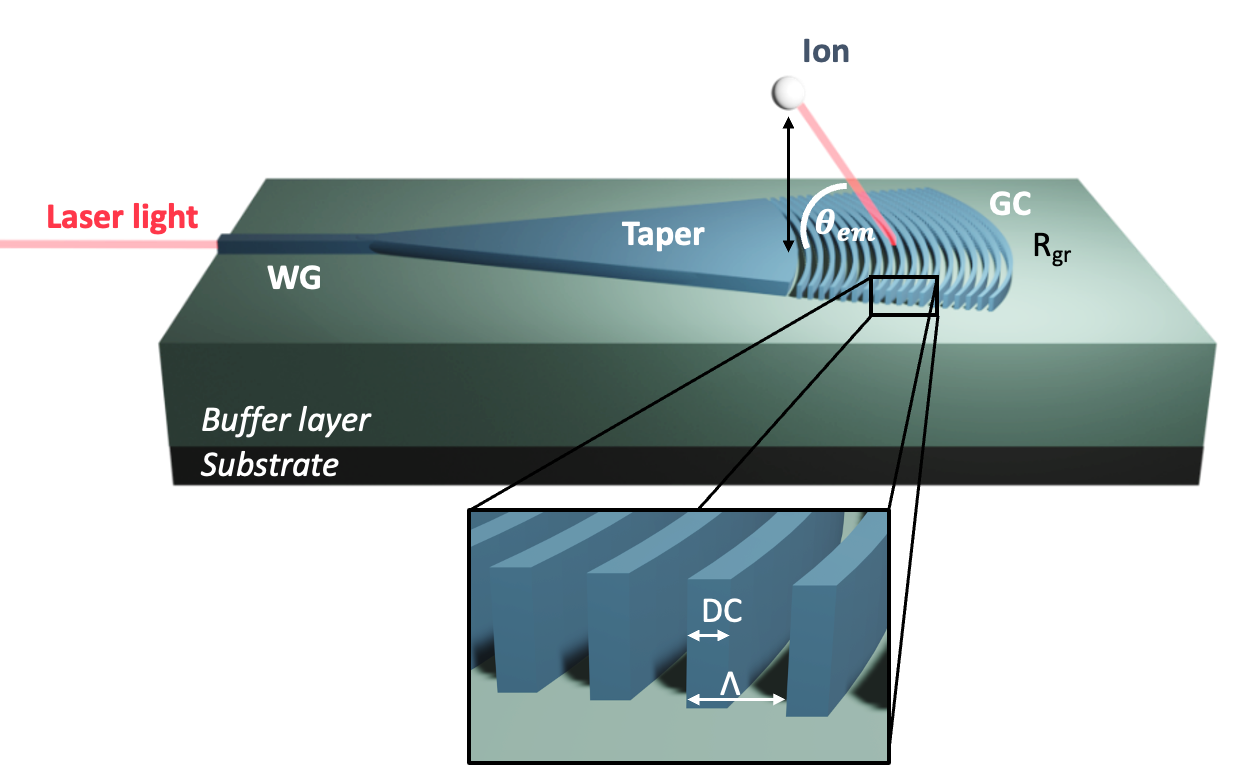 Ion
Laser light
WG
Taper
θem
GC
Rgr
Buffer layer
Substrate
DC
Λ